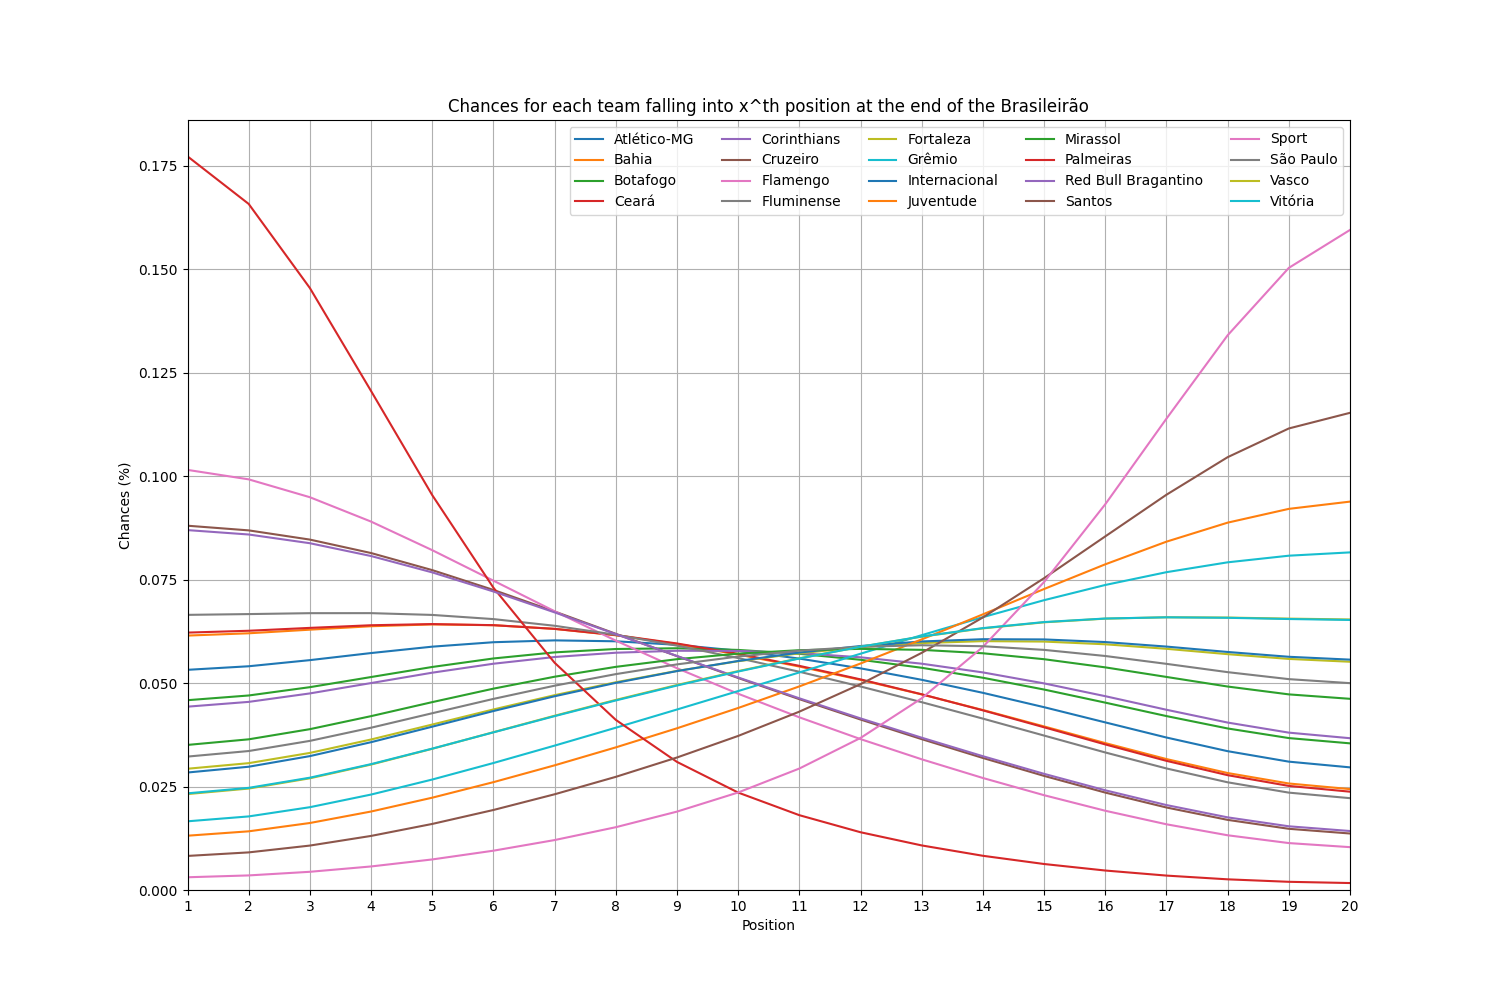 Chances for each team falling into x^th position at the end of the Brasileirão
Atlético-MG Corinthians Fortaleza Mirassol Sport
Bahia Cruzeiro Grêmio Palmeiras São Paulo
Botafogo Flamengo Internacional Red Bull Bragantino Vasco
Ceará Fluminense Juventude Santos Vitória
0.175
0.150
0.125
0.100
0.075
0.050
0.025
0.000
Chances (%)
1 2 3 4 5 6 7 8 9 10 11 12 13 14 15 16 17 18 19 20
Position